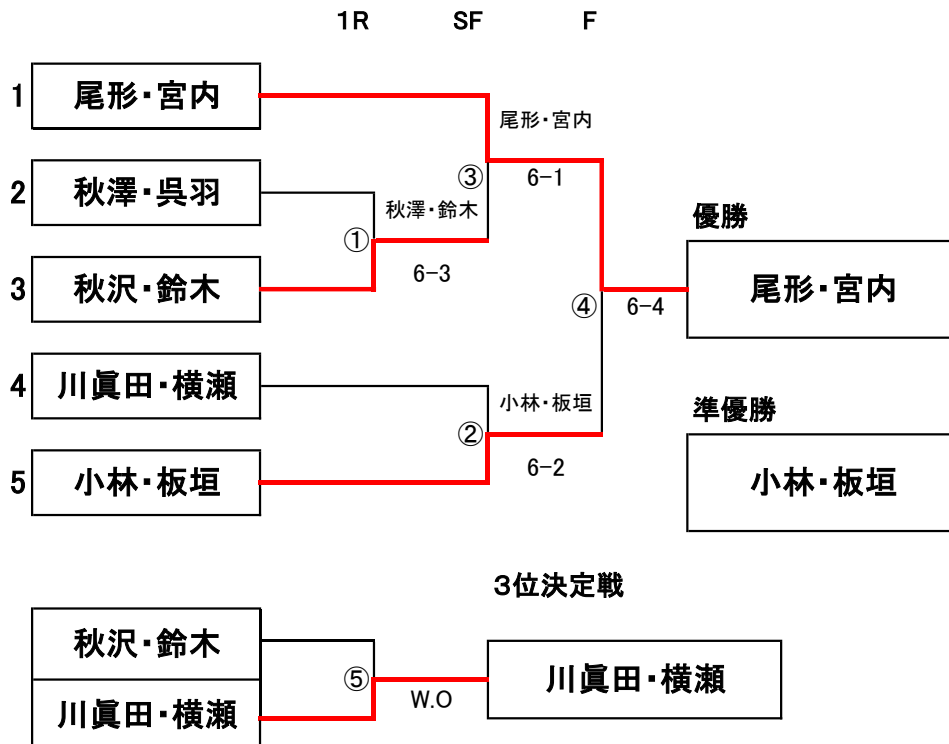 1R SF F
1 尾形・宮内
尾形・宮内
③ 6-1
2 秋澤・呉羽
秋澤・鈴木
優勝
①
3 秋沢・鈴木
6-3
④ 6-4
尾形・宮内
4 川眞田・横瀬
小林・板垣
準優勝
②
6-2
5 小林・板垣
小林・板垣
3位決定戦
秋沢・鈴木
⑤
川眞田・横瀬
W.O
川眞田・横瀬